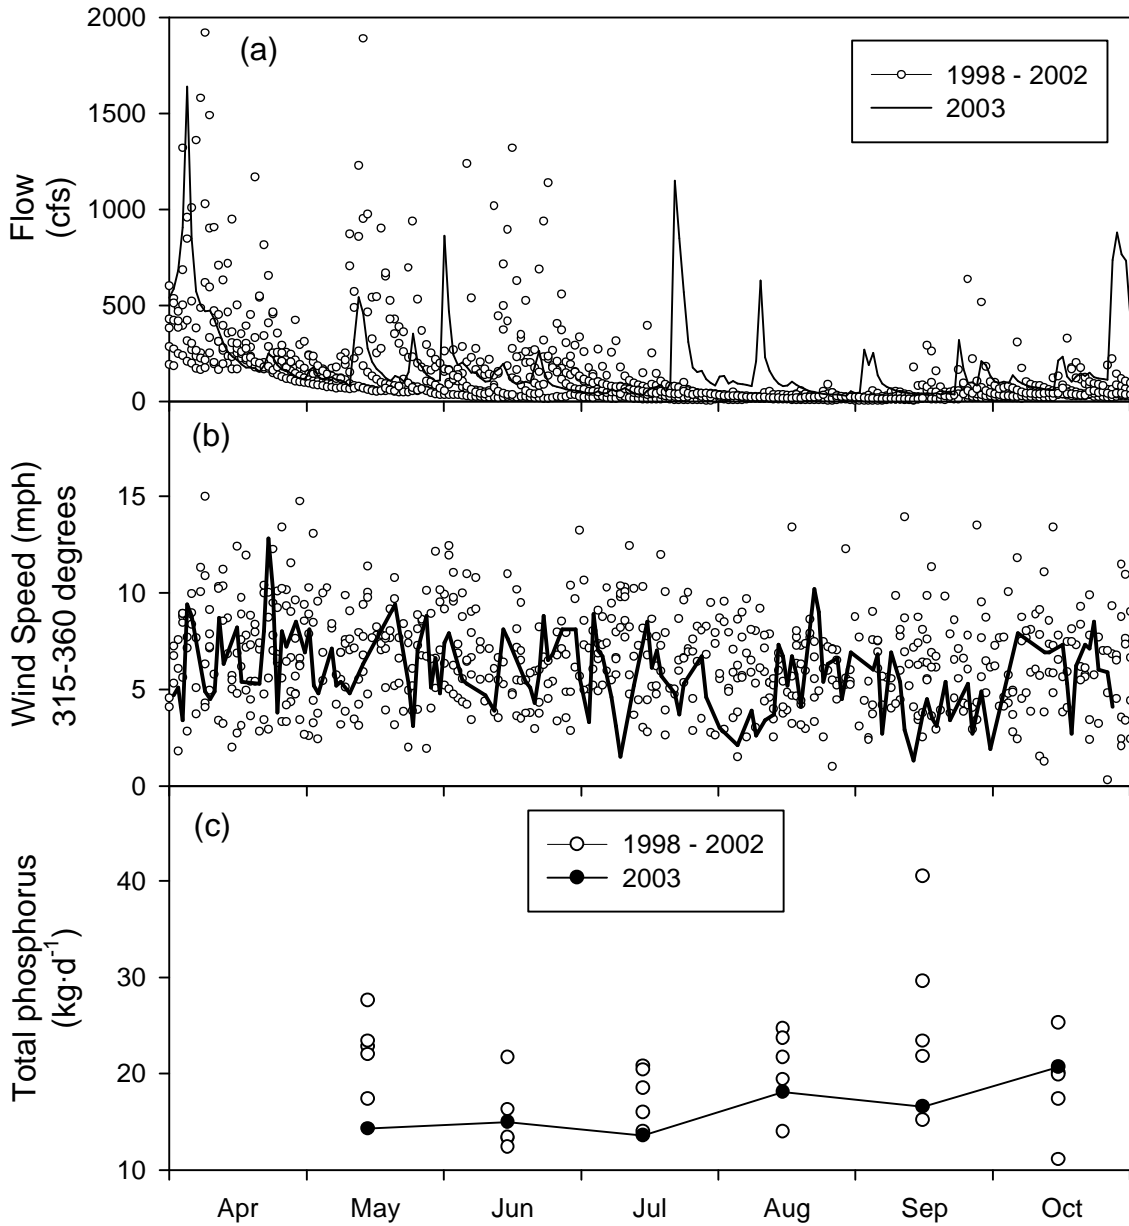 (a)
2000
1500
1000
500
0
Flow
(cfs)
1998 - 2002
2003
(b)
15
10
5
0
Wind Speed (mph)
315-360 degrees
(c)
40
30
20
10
Total phosphorus
(kg·d⁻¹)
1998 - 2002
2003
Apr May Jun Jul Aug Sep Oct